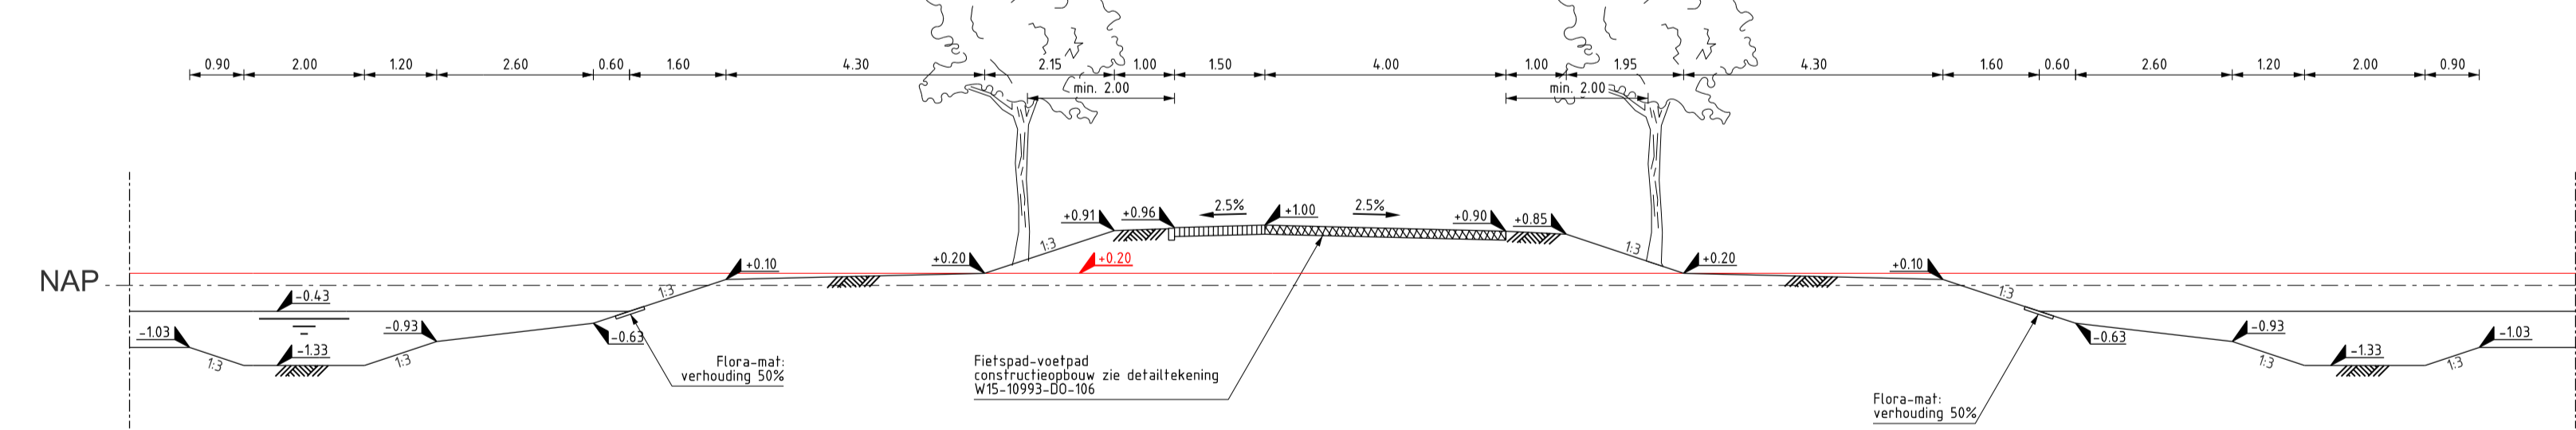 0.90 2.00 1.20 2.60 0.60 1.60 4.30 2.15 1.00 1.50 4.00 1.00 1.95 4.30 1.60 0.60 2.60 1.20 2.00 0.90
min. 2.00 min. 2.00
+0.91 +0.96 2.5% +1.00 2.5% +0.90 +0.85
1:3 1:3
+0.10 +0.20 +0.20 +0.20 +0.10
NAP
-0.43 1:3 1:3
-1.03 -0.93 -0.63 -0.63 -0.93 -1.03
-1.33 -1.33
1:3 1:3 1:3 1:3
Flora-mat:
verhouding 50%
Fietspad-voetpad
constructieopbouw zie detailtekening
W15-10993-DO-106
Flora-mat:
verhouding 50%